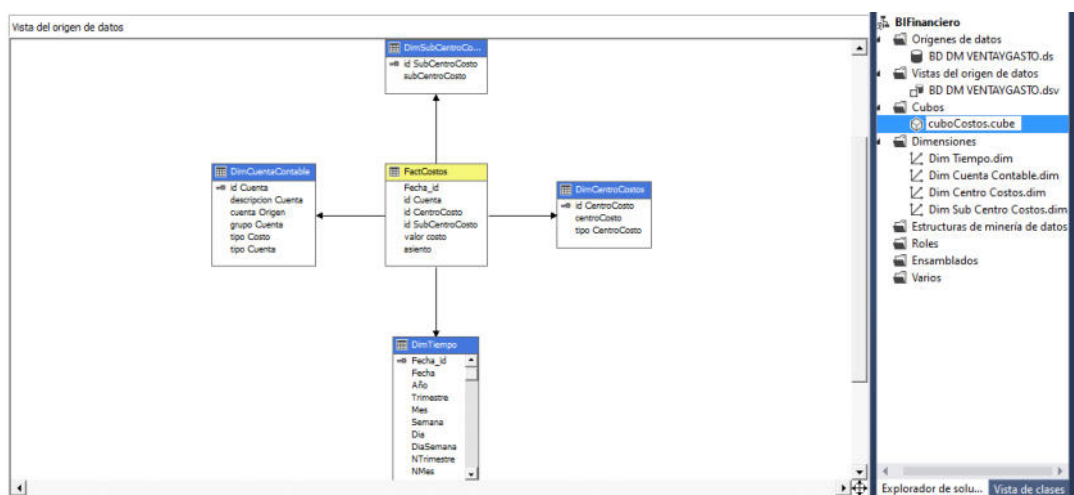 Vista del origen de datos
DimSubCentroCo...
id SubCentroCosto
subCentroCosto
DimCuentaContable
id Cuenta
descripcion Cuenta
cuenta Origen
grupo Cuenta
tipo Costo
tipo Cuenta
FactCostos
Fecha_id
id Cuenta
id CentroCosto
id SubCentroCosto
valor costo
asiento
DimCentroCostos
id CentroCosto
centroCosto
tipo CentroCosto
DimTiempo
Fecha_id
Fecha
Año
Trimestre
Mes
Semana
Dia
DiaSemana
NTrimestre
NMes
BIFinanciero
Orígenes de datos
BD DM VENTAYGASTO.ds
Vistas del origen de datos
BD DM VENTAYGASTO.dsv
Cubos
cuboCostos.cube
Dimensiones
Dim Tiempo.dim
Dim Cuenta Contable.dim
Dim Centro Costos.dim
Dim Sub Centro Costos.dim
Estructuras de minería de datos
Roles
Ensamblados
Varios
Explorador de solu...
Vista de clases